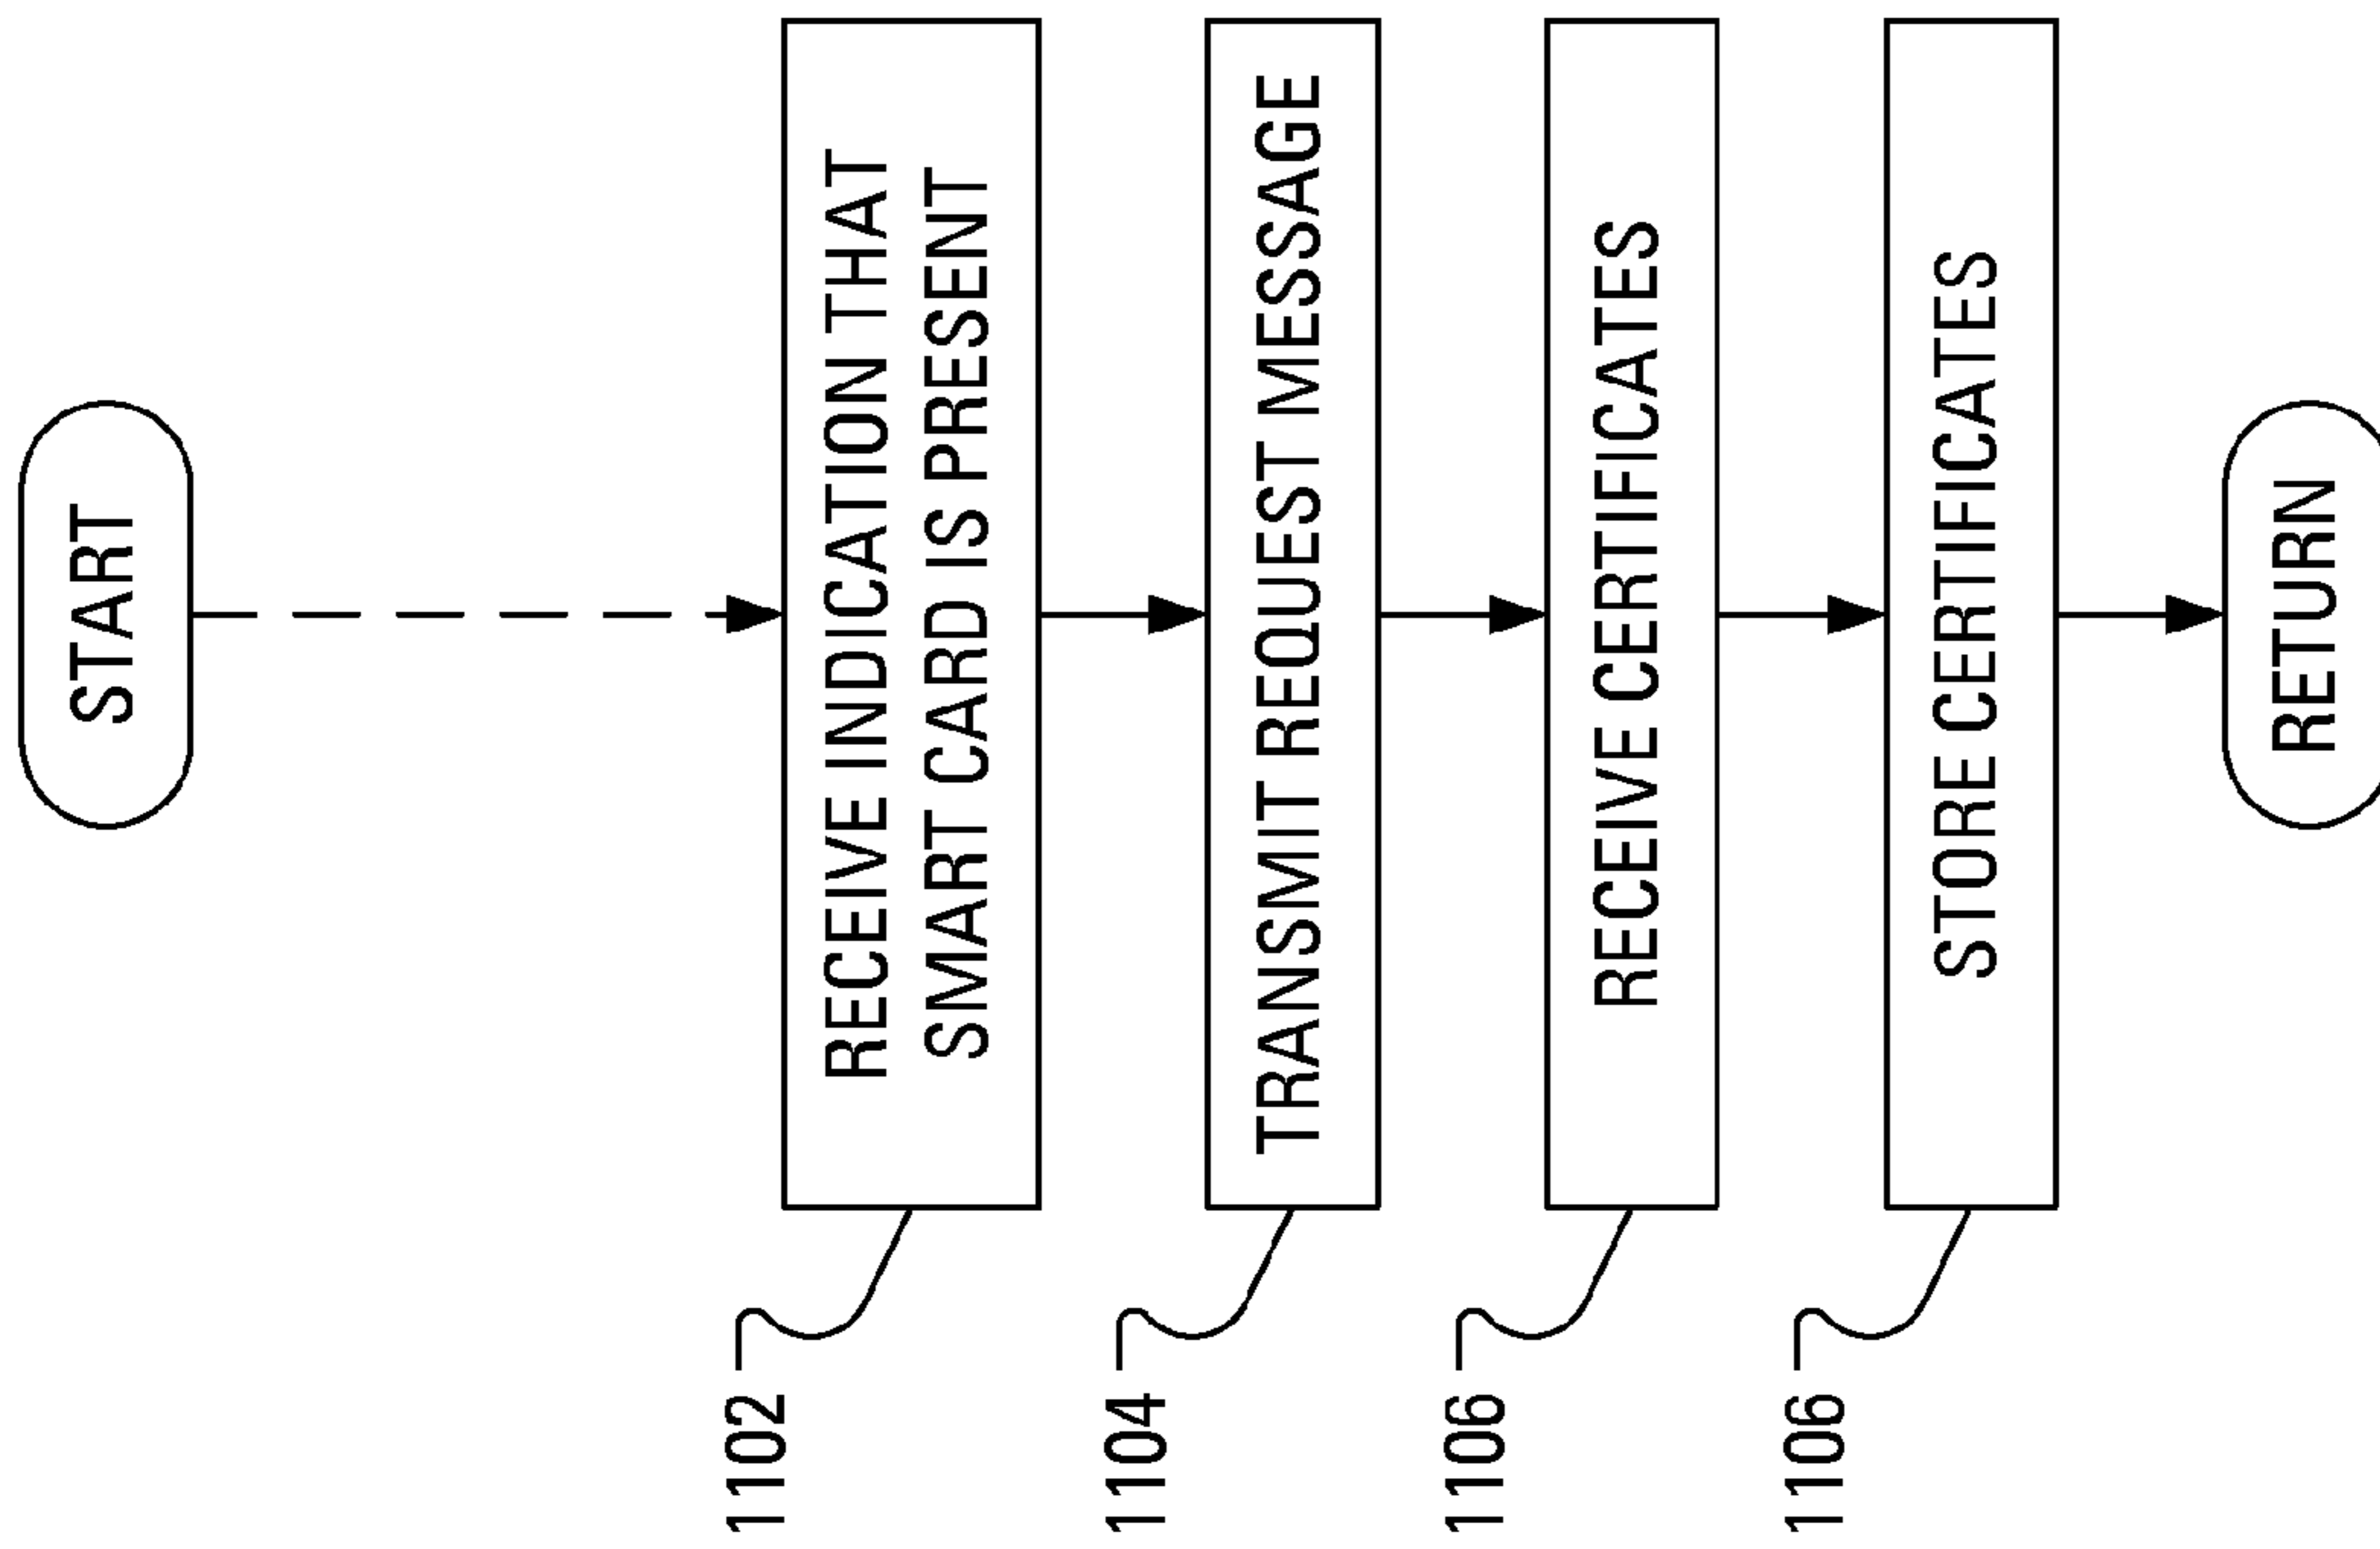 START
RECEIVE INDICATION THAT
SMART CARD IS PRESENT
1102
TRANSMIT REQUEST MESSAGE
1104
RECEIVE CERTIFICATES
1106
STORE CERTIFICATES
1106
RETURN